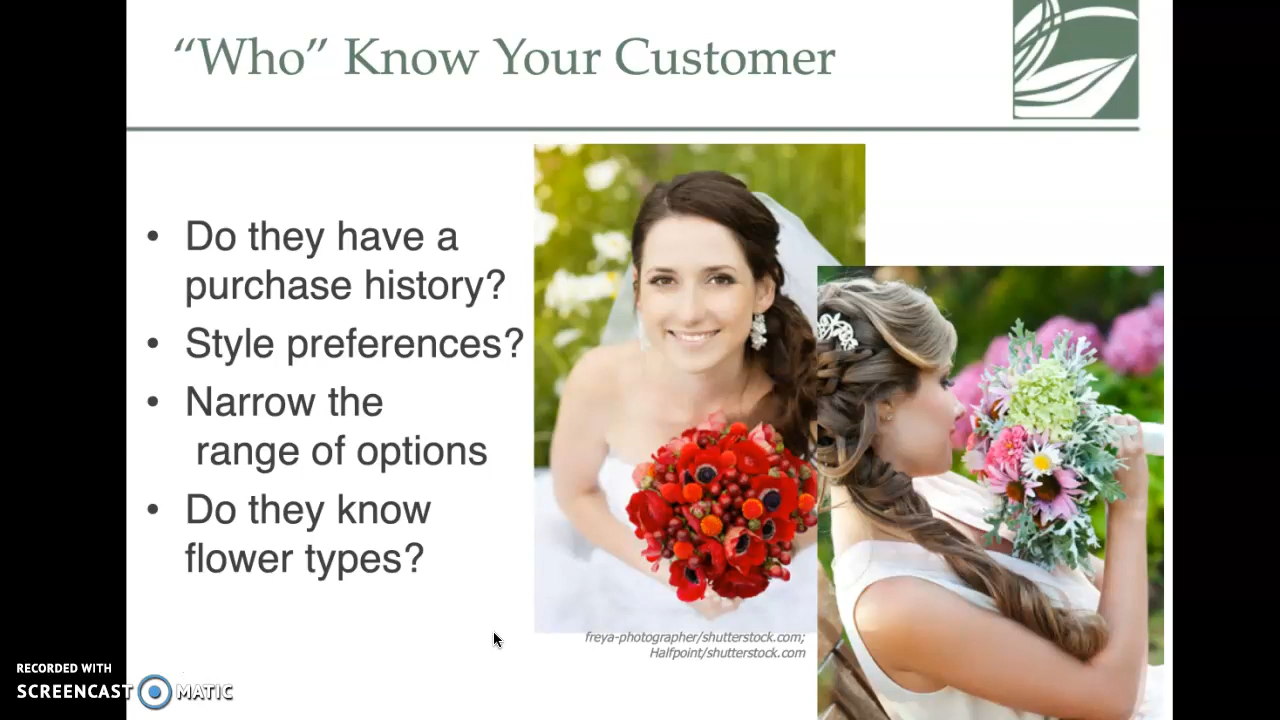 “Who” Know Your Customer
• Do they have a
purchase history?
• Style preferences?
• Narrow the
range of options
• Do they know
flower types?
freya-photographer/shutterstock.com;
Halfpoint/shutterstock.com
RECORDED WITH
SCREENCAST MATIC